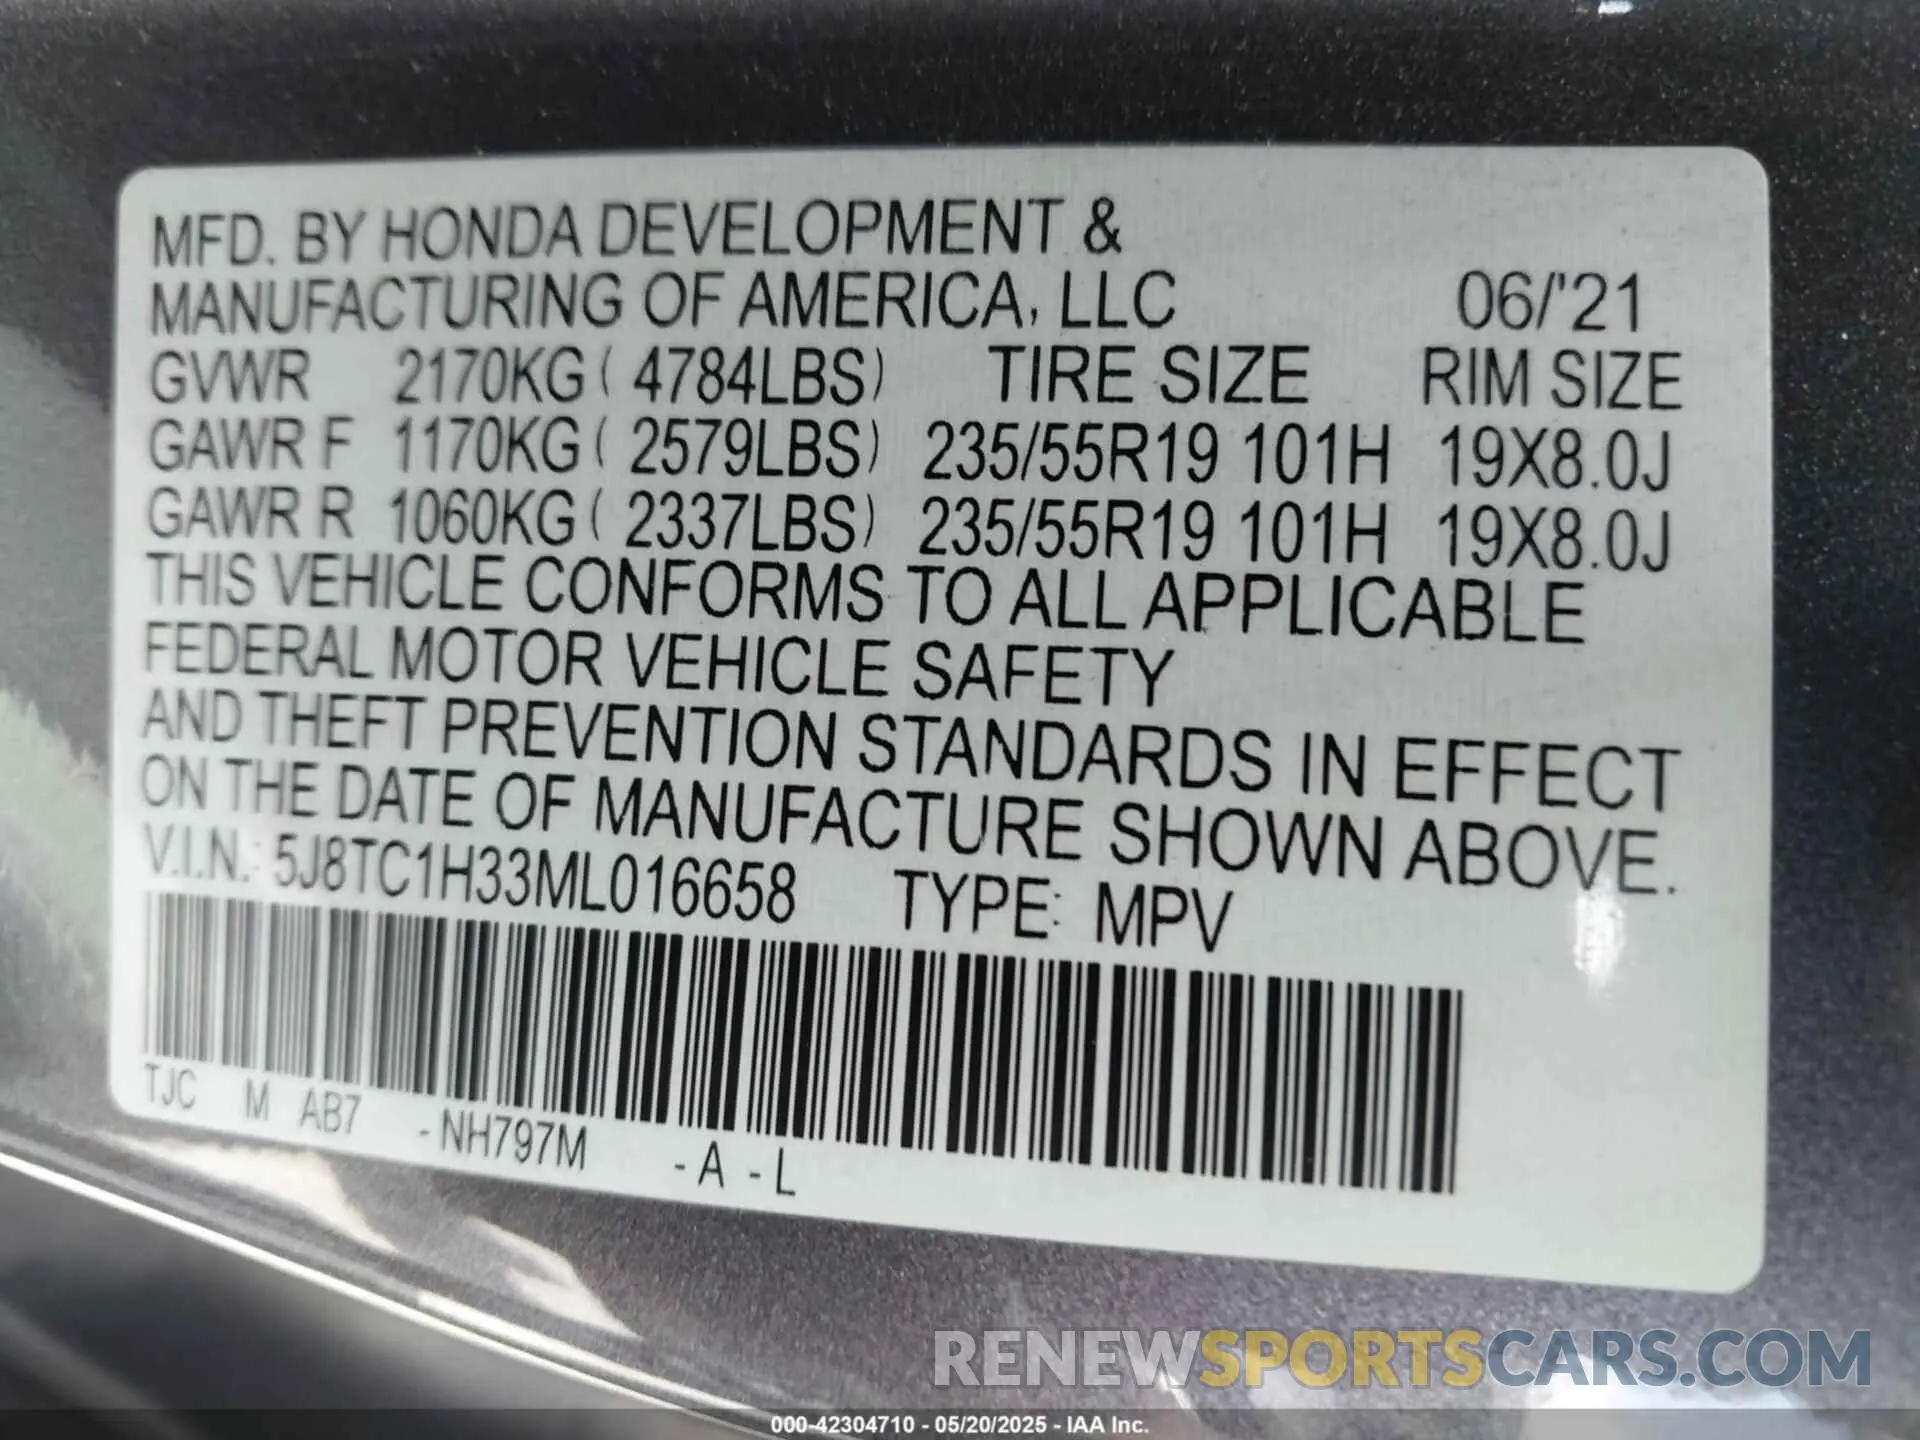 MFD. BY HONDA DEVELOPMENT &
MANUFACTURING OF AMERICA, LLC 06/'21
GVWR 2170KG ( 4784LBS) TIRE SIZE RIM SIZE
GAWR F 1170KG ( 2579LBS) 235/55R19 101H 19X8.0J
GAWR R 1060KG ( 2337LBS) 235/55R19 101H 19X8.0J
THIS VEHICLE CONFORMS TO ALL APPLICABLE
FEDERAL MOTOR VEHICLE SAFETY
AND THEFT PREVENTION STANDARDS IN EFFECT
ON THE DATE OF MANUFACTURE SHOWN ABOVE.
V.I.N.: 5J8TC1H33ML016658 TYPE: MPV
TJC M AB7 -NH797M -A -L
RENEWSPORTSCARS.COM
000-42304710 - 05/20/2025 - IAA Inc.